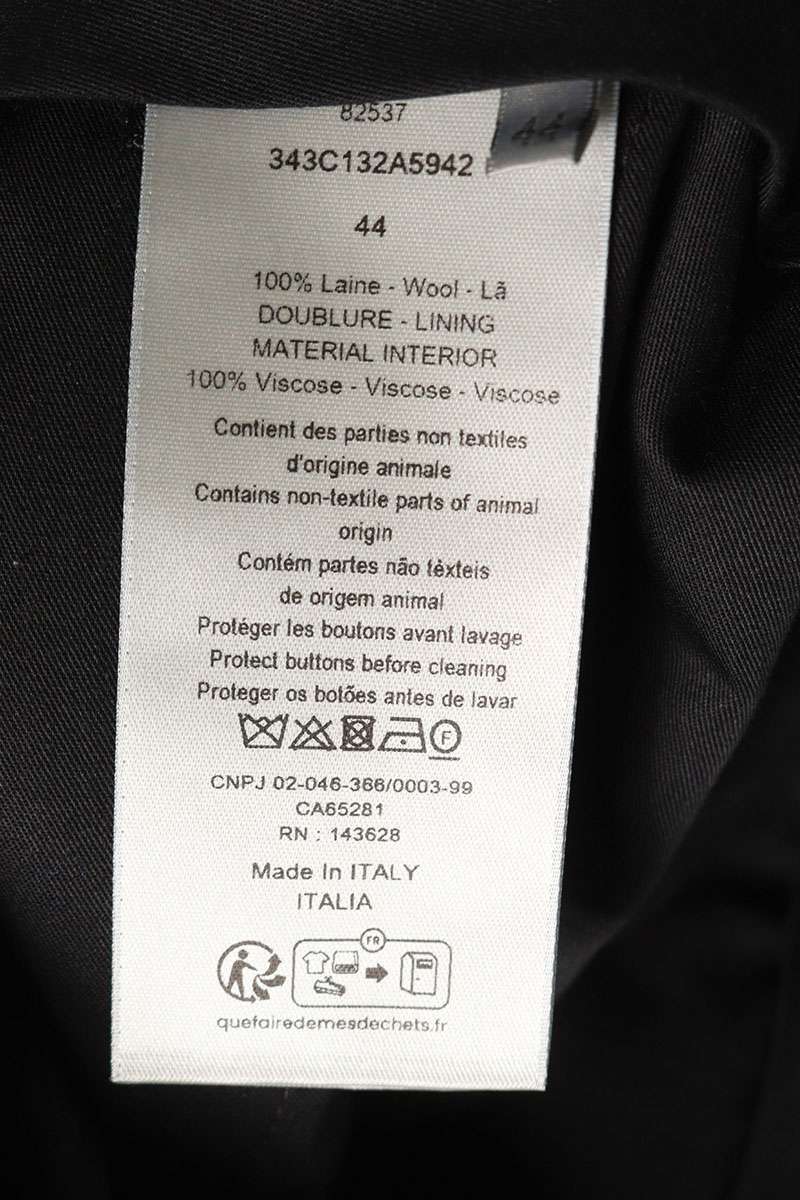 82537
44
343C132A5942
44
100% Laine - Wool - Lã
DOUBLURE - LINING
MATERIAL INTERIOR
100% Viscose - Viscose - Viscose
Contient des parties non textiles
d'origine animale
Contains non-textile parts of animal
origin
Contém partes não têxteis
de origem animal
Protéger les boutons avant lavage
Protect buttons before cleaning
Proteger os botões antes de lavar
F
CNPJ 02-046-366/0003-99
CA65281
RN : 143628
Made In ITALY
ITALIA
FR
quefairedemesdechets.fr